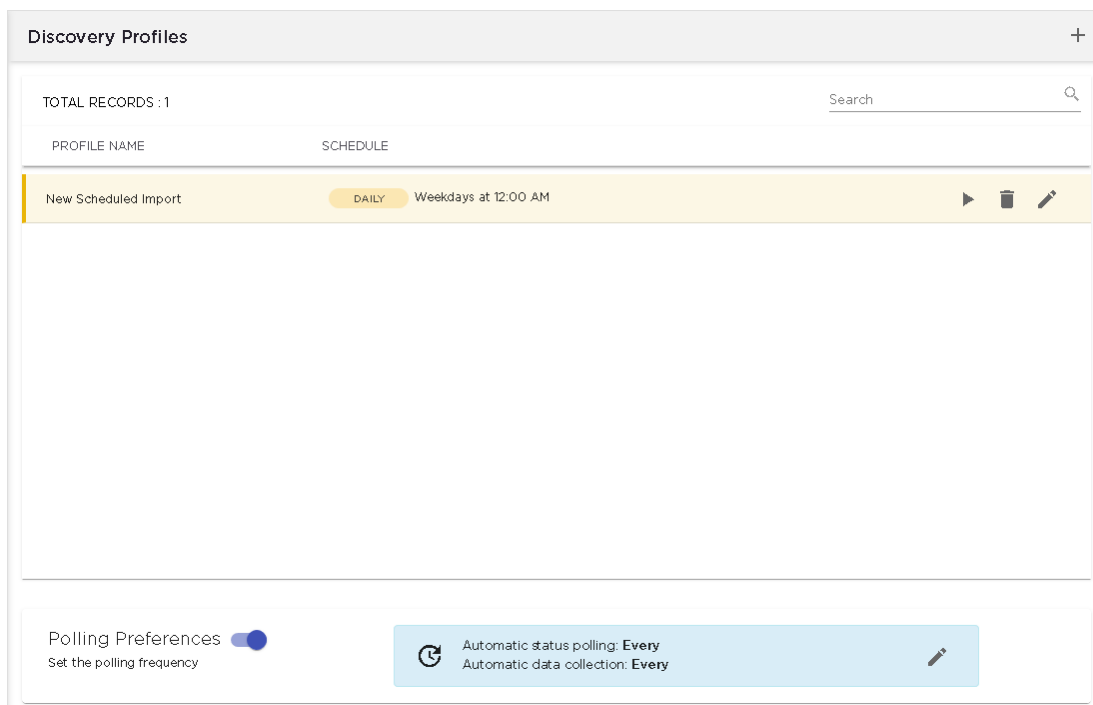 Discovery Profiles
TOTAL RECORDS : 1
Search
PROFILE NAME SCHEDULE
New Scheduled Import DAILY Weekdays at 12:00 AM
Polling Preferences
Set the polling frequency
Automatic status polling: Every
Automatic data collection: Every